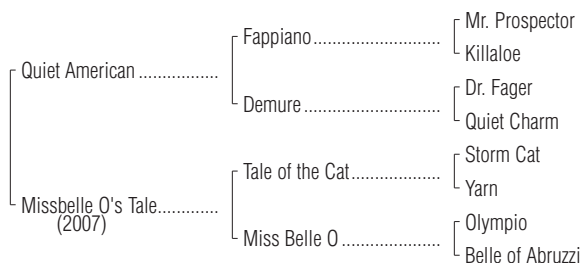 Mr. Prospector
Fappiano
Killaloe
Quiet American
Dr. Fager
Demure
Quiet Charm
Storm Cat
Tale of the Cat
Yarn
Missbelle O's Tale
(2007)
Olympio
Miss Belle O
Belle of Abruzzi